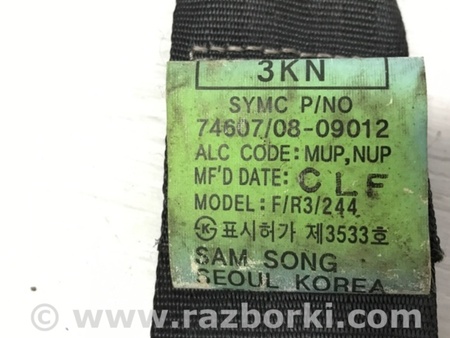 3KN
SYMC P/NO
74607/08-09012
ALC CODE: MUP, NUP
MF'D DATE: CLF
MODEL: F/R3/244
K 표시허가 제3533호
SAM SONG
SEOUL KOREA
© www.razborki.com